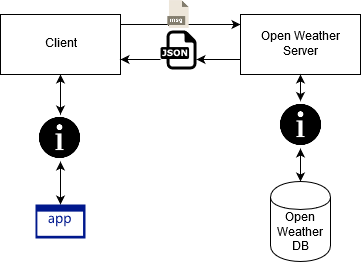 msg
Client
JSON
Open Weather
Server
i
i
app
Open
Weather
DB